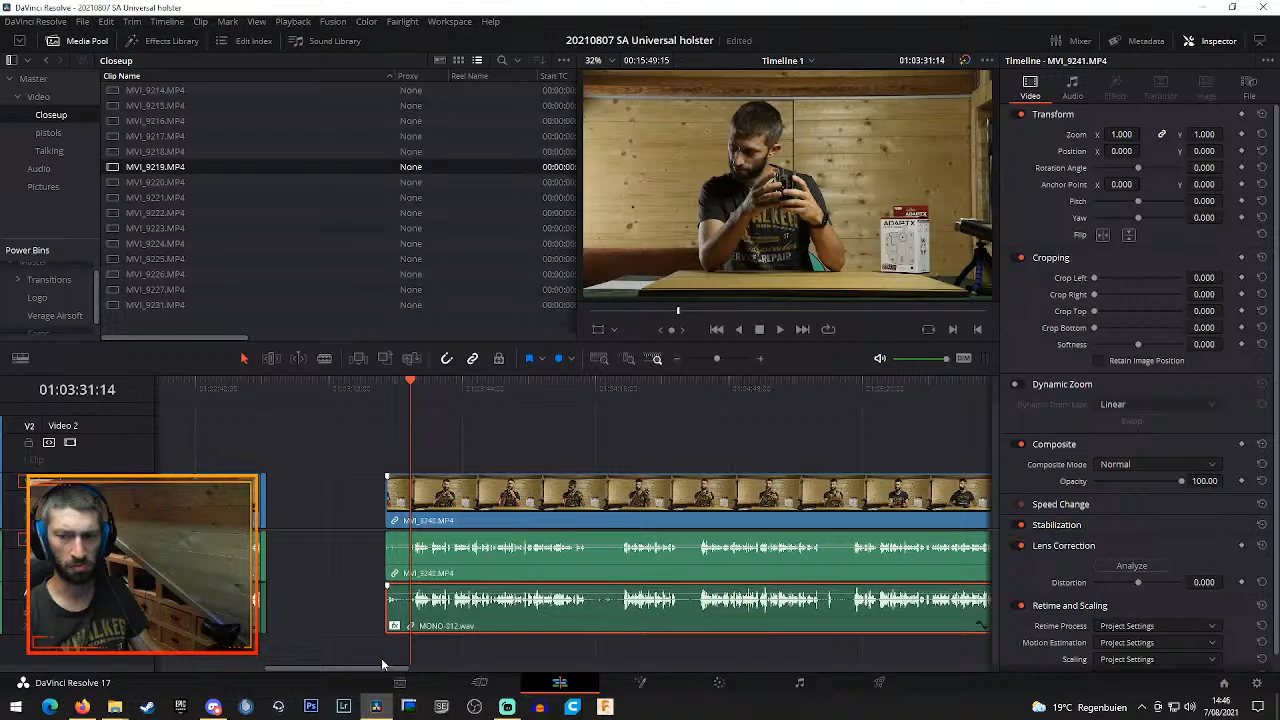 DaVinci Resolve - 20210807 SA Universal holster
DaVinci Resolve File Edit Trim Timeline Clip Mark View Playback Fusion Color Fairlight Workspace Help
Media Pool Effects Library Edit Index Sound Library 20210807 SA Universal holster Edited Mixer Metadata Inspector
Closeup 32% 00:15:49:15 Timeline 1 01:03:31:14 Timeline - MVI_9241.MP4
Clip Name Proxy Reel Name Start TC
Master
Video
Closeup
pistols
Talking
Audio
Pictures
Power Bins
Transitions
Logo
Verage Airsoft
MVI_9214.MP4 None 00:00:00
MVI_9215.MP4 None 00:00:00
MVI_9216.MP4 None 00:00:00
MVI_9217.MP4 None 00:00:00
MVI_9218.MP4 None 00:00:00
MVI_9219.MP4 None 00:00:00
MVI_9220.MP4 None 00:00:00
MVI_9221.MP4 None 00:00:00
MVI_9222.MP4 None 00:00:00
MVI_9223.MP4 None 00:00:00
MVI_9224.MP4 None 00:00:00
MVI_9225.MP4 None 00:00:00
MVI_9226.MP4 None 00:00:00
MVI_9227.MP4 None 00:00:00
MVI_9231.MP4 None 00:00:00
ADAPTX
ADAPTX
Video Audio Effects Transition Image File
Transform
Zoom X 1.000 Y 1.000
Position X 0.000 Y 0.000
Rotation Angle 0.000
Anchor Point X 0.000 Y 0.000
Pitch 0.000
Yaw 0.000
Flip
Cropping
Crop Left 0.000
Crop Right 0.000
Crop Top 0.000
Crop Bottom 0.000
Softness 0.000
Retain Image Position
Dynamic Zoom
Dynamic Zoom Ease Linear
Swap
Composite
Composite Mode Normal
Opacity 100.00
Speed Change
Stabilization
Lens Correction
Analyze
Distortion 0.000
Retime and Scaling
Retime Process Project Settings
Motion Estimation Project Settings
Scaling Project Settings
DIM
01:03:31:14
V2 Video 2
1 Clip
MVI_9240.MP4
MVI_9240.MP4
fx MONO-012.wav
DaVinci Resolve 17
19°C Regenbuien 14:46
7/08/2021